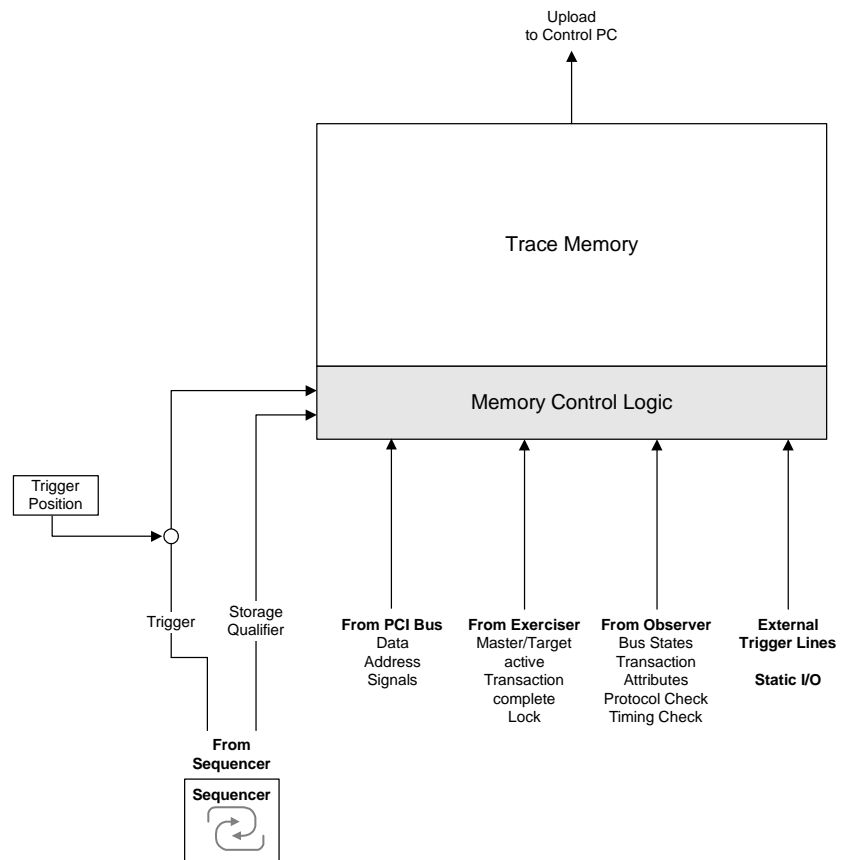 Upload
to Control PC
Trace Memory
Memory Control Logic
Trigger
Position
Trigger
Storage
Qualifier
From PCI Bus
Data
Address
Signals
From Exerciser
Master/Target
active
Transaction
complete
Lock
From Observer
Bus States
Transaction
Attributes
Protocol Check
Timing Check
External
Trigger Lines
Static I/O
From
Sequencer
Sequencer